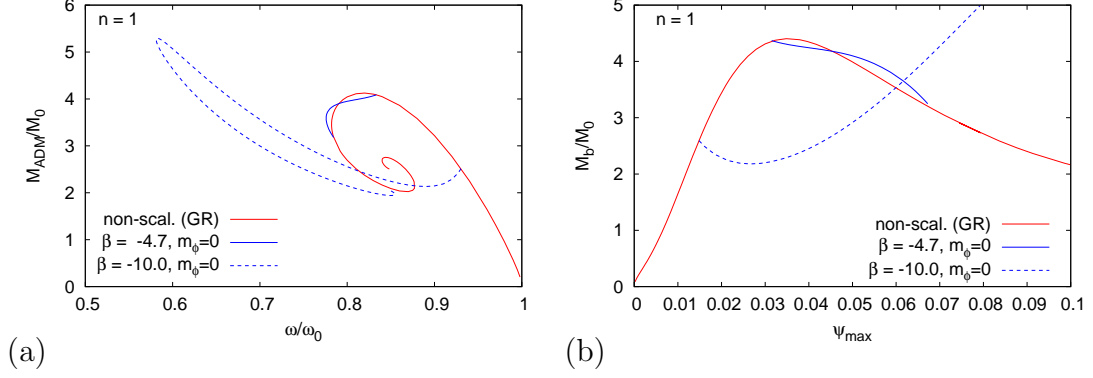 n = 1
6
5
4
3
2
1
0
M_ADM/M_0
non-scal. (GR)
β = -4.7, m_ϕ=0
β = -10.0, m_ϕ=0
0.5 0.6 0.7 0.8 0.9 1
ω/ω_0
(a)
n = 1
5
4
3
2
1
0
M_b/M_0
non-scal. (GR)
β = -4.7, m_ϕ=0
β = -10.0, m_ϕ=0
0 0.01 0.02 0.03 0.04 0.05 0.06 0.07 0.08 0.09 0.1
ψ_max
(b)